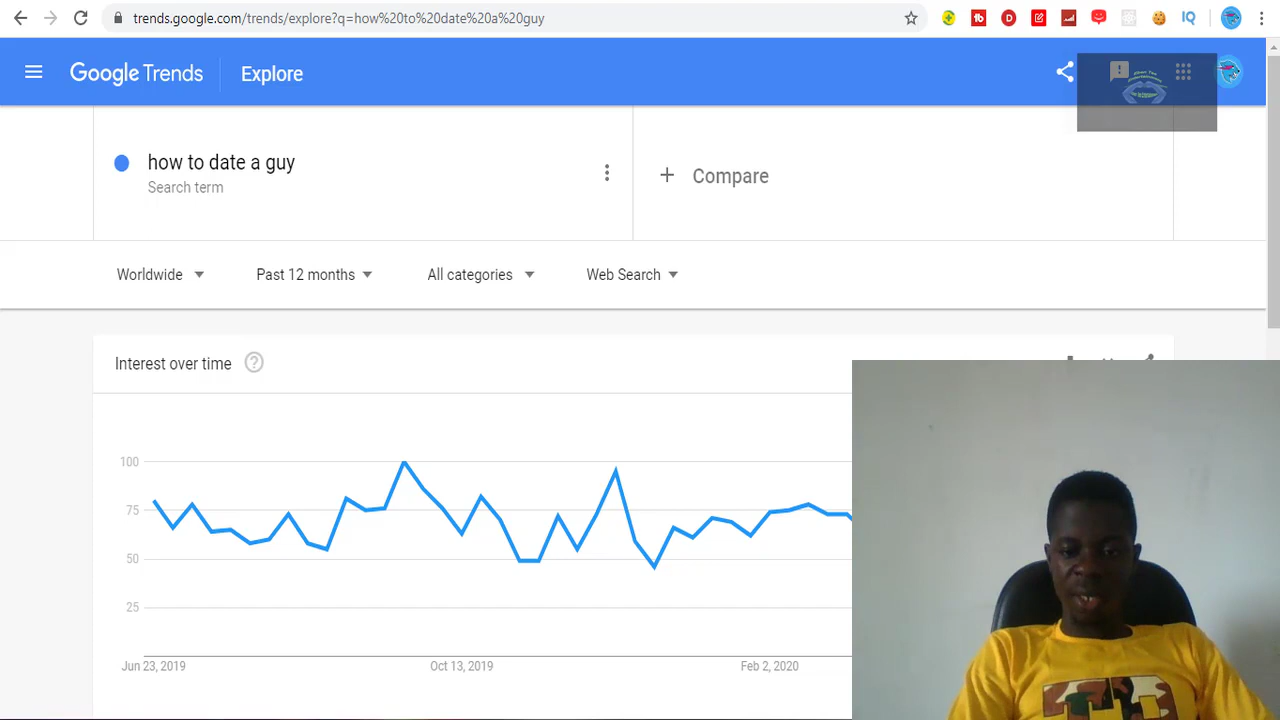 trends.google.com/trends/explore?q=how%20to%20date%20a%20guy
Google Trends
Explore
how to date a guy
Search term
+ Compare
Worldwide
Past 12 months
All categories
Web Search
Interest over time
100
75
50
25
Jun 23, 2019
Oct 13, 2019
Feb 2, 2020